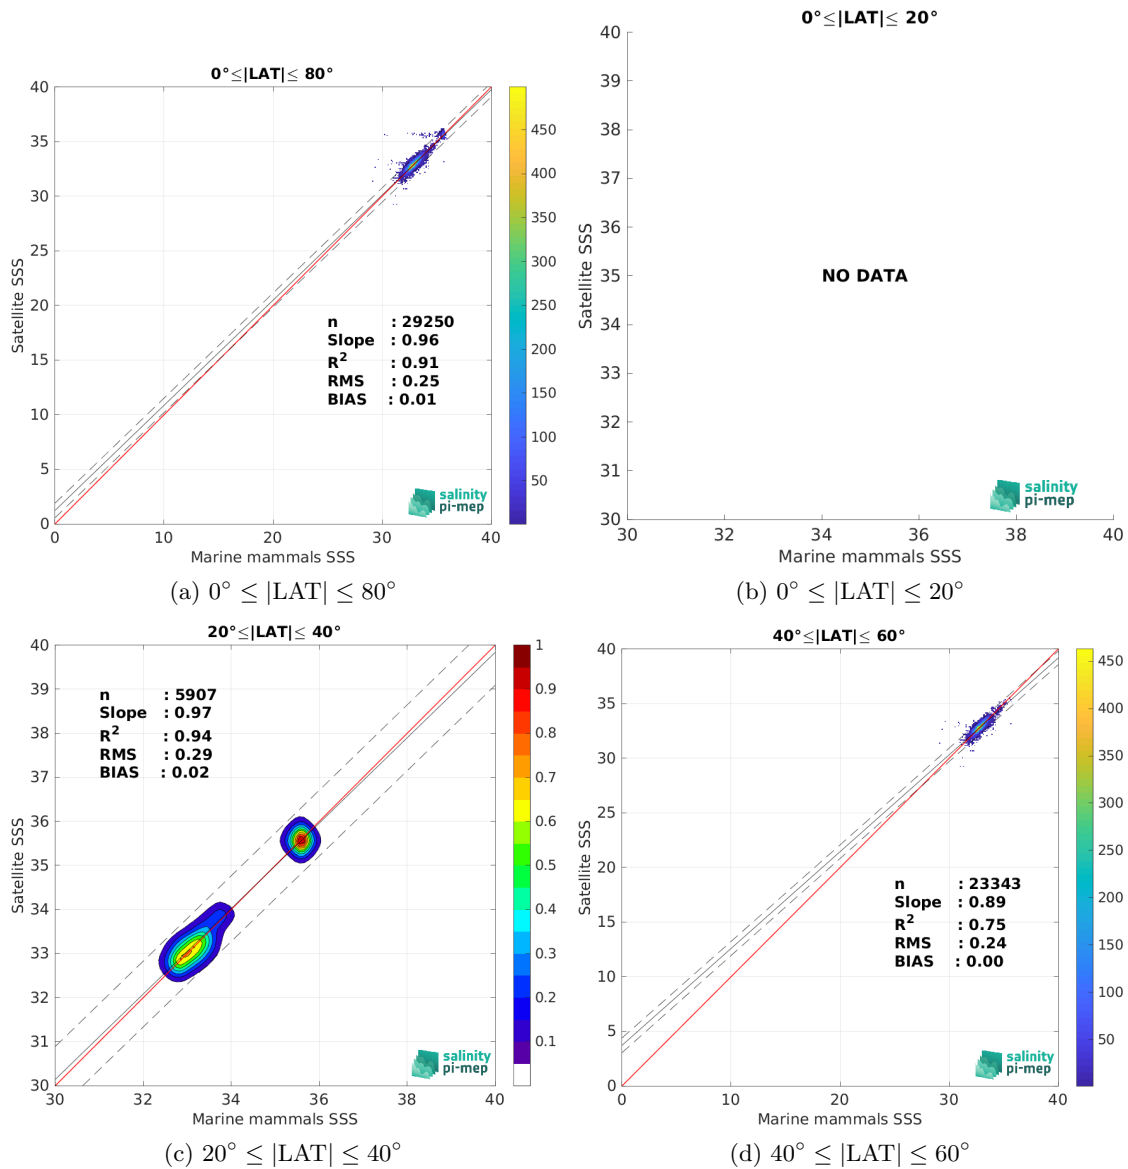 0°≤|LAT|≤ 80°
40
35
30
25
20
15
10
5
0
Satellite SSS
n : 29250
Slope : 0.96
R² : 0.91
RMS : 0.25
BIAS : 0.01
salinity
pi-mep
0 10 20 30 40
Marine mammals SSS
450
400
350
300
250
200
150
100
50
(a) 0° ≤ |LAT| ≤ 80°
0°≤|LAT|≤ 20°
40
39
38
37
36
35
34
33
32
31
30
Satellite SSS
NO DATA
salinity
pi-mep
30 32 34 36 38 40
Marine mammals SSS
(b) 0° ≤ |LAT| ≤ 20°
20°≤|LAT|≤ 40°
40
39
38
37
36
35
34
33
32
31
30
Satellite SSS
n : 5907
Slope : 0.97
R² : 0.94
RMS : 0.29
BIAS : 0.02
salinity
pi-mep
30 32 34 36 38 40
Marine mammals SSS
1
0.9
0.8
0.7
0.6
0.5
0.4
0.3
0.2
0.1
(c) 20° ≤ |LAT| ≤ 40°
40°≤|LAT|≤ 60°
40
35
30
25
20
15
10
5
0
Satellite SSS
n : 23343
Slope : 0.89
R² : 0.75
RMS : 0.24
BIAS : 0.00
salinity
pi-mep
0 10 20 30 40
Marine mammals SSS
450
400
350
300
250
200
150
100
50
(d) 40° ≤ |LAT| ≤ 60°